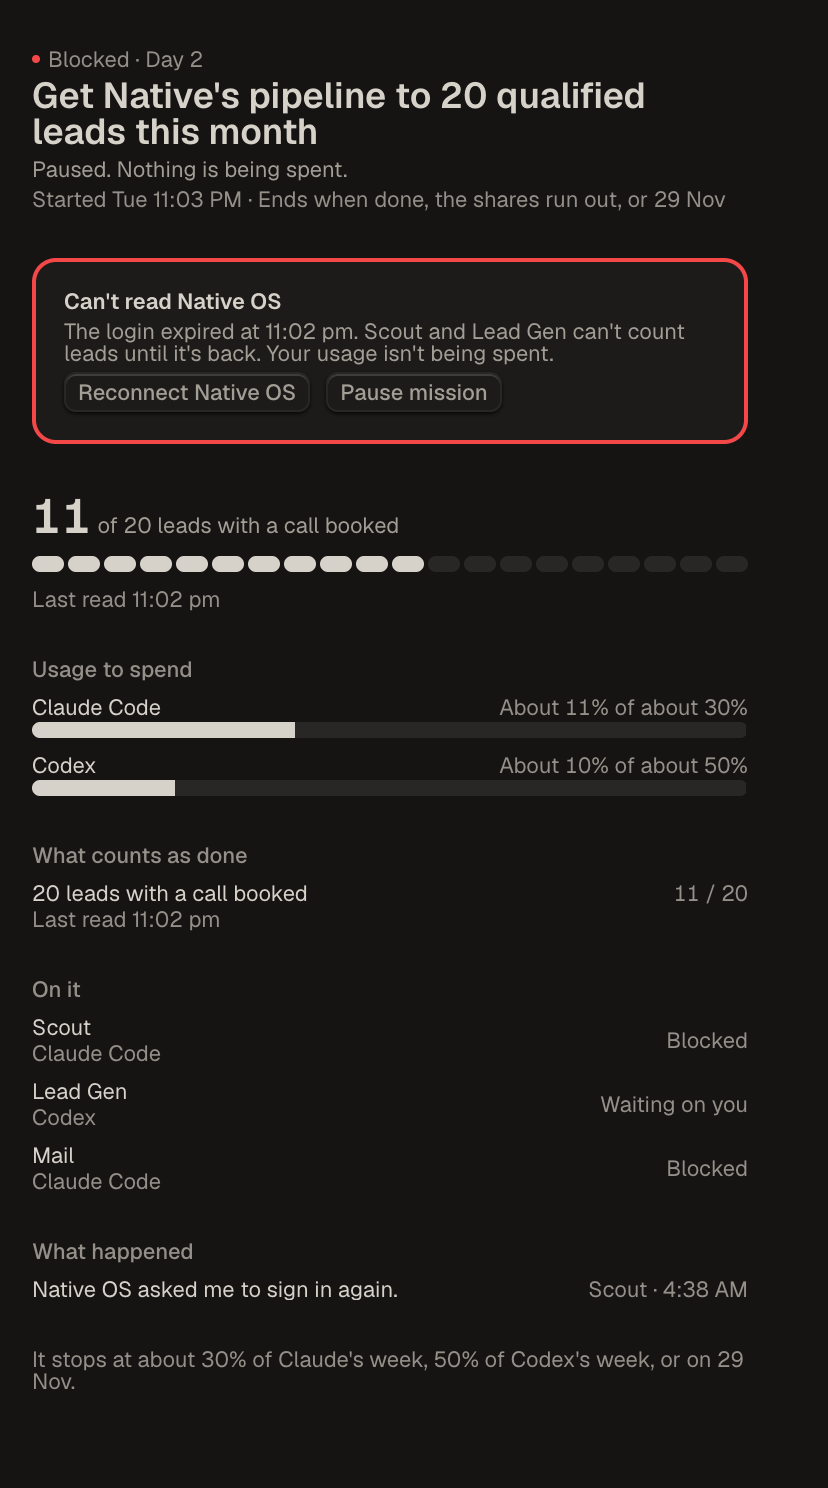 Blocked · Day 2
Get Native's pipeline to 20 qualified
leads this month
Paused. Nothing is being spent.
Started Tue 11:03 PM · Ends when done, the shares run out, or 29 Nov
Can't read Native OS
The login expired at 11:02 pm. Scout and Lead Gen can't count
leads until it's back. Your usage isn't being spent.
Reconnect Native OS Pause mission
11 of 20 leads with a call booked
Last read 11:02 pm
Usage to spend
Claude Code About 11% of about 30%
Codex About 10% of about 50%
What counts as done
20 leads with a call booked 11 / 20
Last read 11:02 pm
On it
Scout
Claude Code Blocked
Lead Gen
Codex Waiting on you
Mail
Claude Code Blocked
What happened
Native OS asked me to sign in again. Scout · 4:38 AM
It stops at about 30% of Claude's week, 50% of Codex's week, or on 29
Nov.